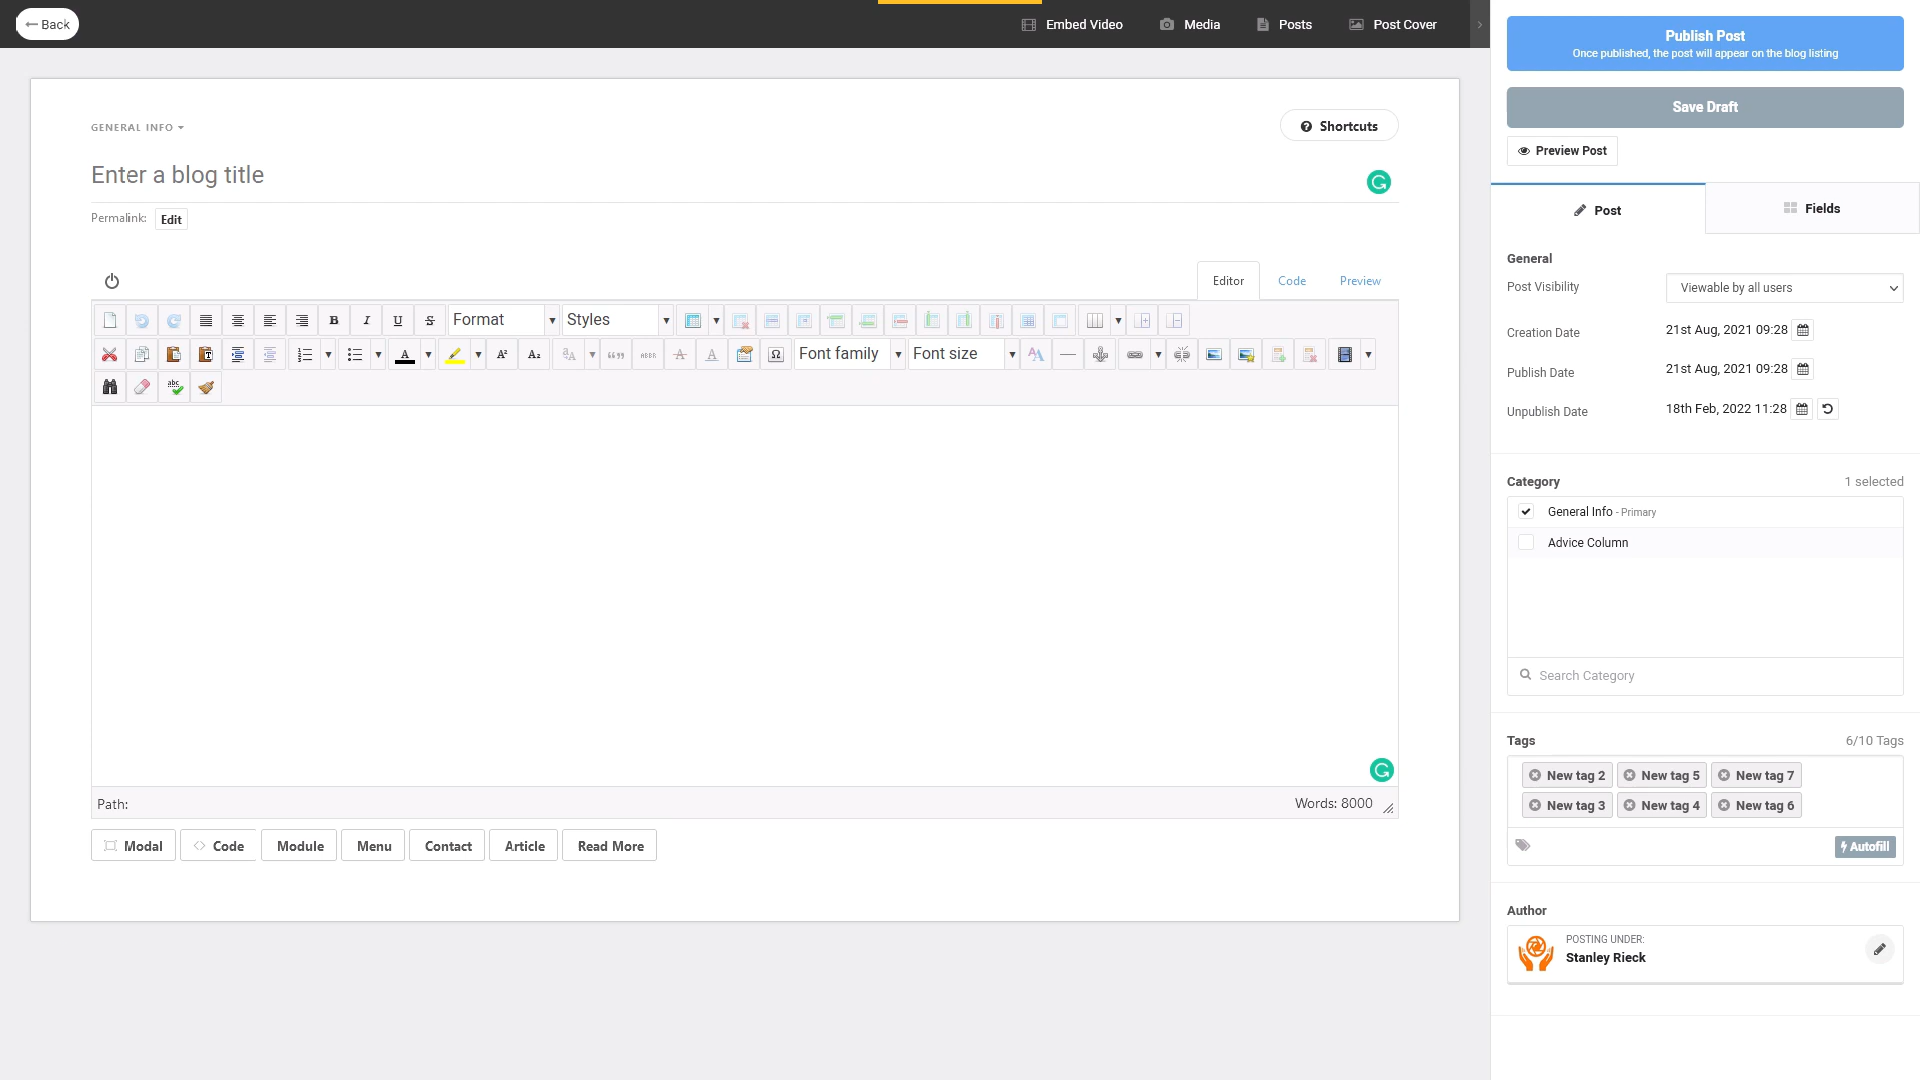 Back
Embed Video
Media
Posts
Post Cover
Publish Post
Once published, the post will appear on the blog listing
Save Draft
Preview Post
GENERAL INFO
Shortcuts
Enter a blog title
Permalink: Edit
Editor
Code
Preview
Format
Styles
Font family
Font size
Path:
Words: 8000
Modal
Code
Module
Menu
Contact
Article
Read More
Post
Fields
General
Post Visibility
Viewable by all users
Creation Date
21st Aug, 2021 09:28
Publish Date
21st Aug, 2021 09:28
Unpublish Date
18th Feb, 2022 11:28
Category
1 selected
General Info - Primary
Advice Column
Search Category
Tags
6/10 Tags
New tag 2
New tag 5
New tag 7
New tag 3
New tag 4
New tag 6
Autofill
Author
POSTING UNDER:
Stanley Rieck